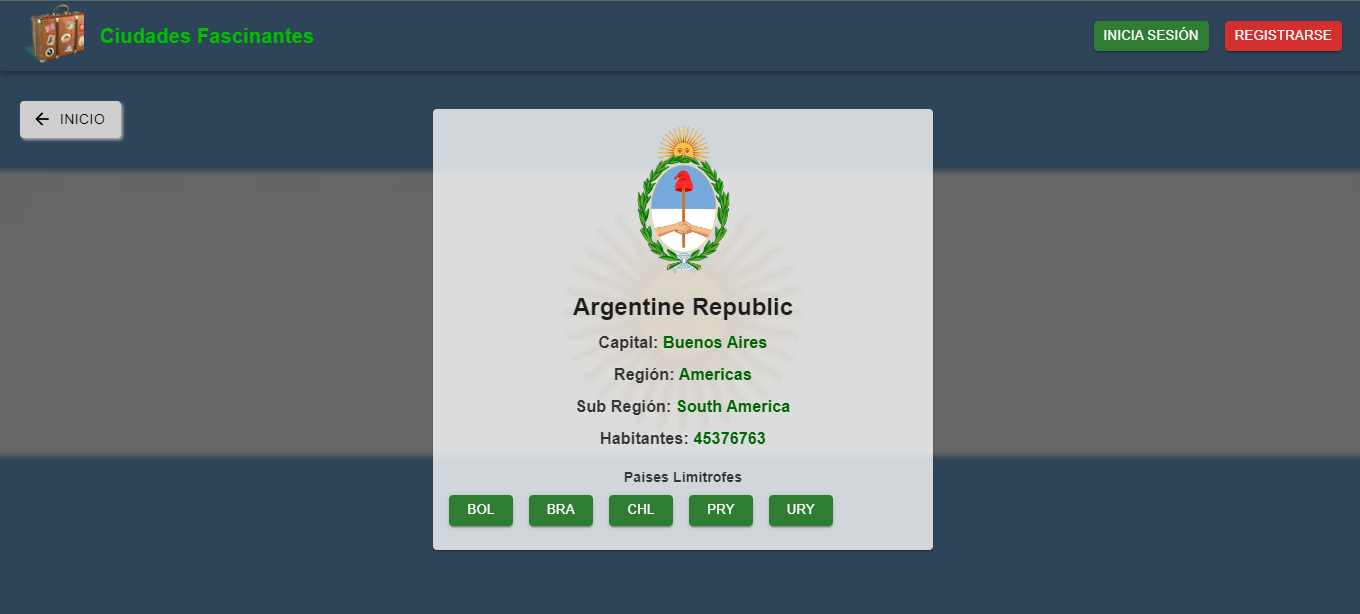 Ciudades Fascinantes
INICIA SESIÓN
REGISTRARSE
INICIO
Argentine Republic
Capital: Buenos Aires
Región: Americas
Sub Región: South America
Habitantes: 45376763
Paises Limitrofes
BOL BRA CHL PRY URY